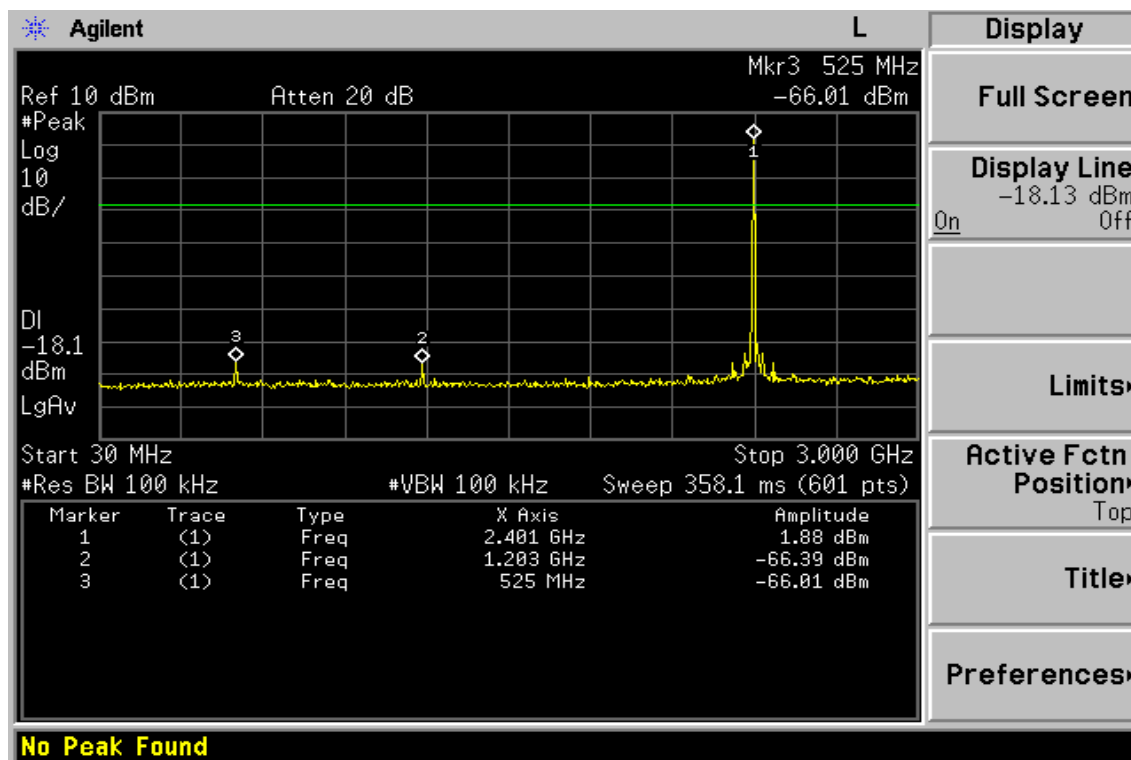 Agilent L Display
Mkr3 525 MHz
Ref 10 dBm Atten 20 dB -66.01 dBm
Full Screen
#Peak
Log
10
dB/
1
Display Line
-18.13 dBm
On Off
DI
-18.1
dBm
LgAv
3
2
Limits
Start 30 MHz Stop 3.000 GHz
#Res BW 100 kHz #VBW 100 kHz Sweep 358.1 ms (601 pts)
Active Fctn
Position
Top
Marker Trace Type X Axis Amplitude
1 (1) Freq 2.401 GHz 1.88 dBm
2 (1) Freq 1.203 GHz -66.39 dBm
3 (1) Freq 525 MHz -66.01 dBm
Title
Preferences
No Peak Found